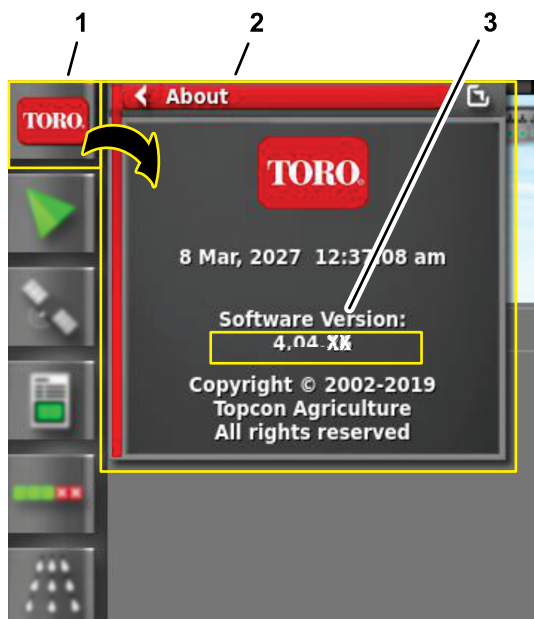 1 2 3
TORO
About
TORO
8 Mar, 2027 12:37:08 am
Software Version:
4.04.XX
Copyright © 2002-2019
Topcon Agriculture
All rights reserved